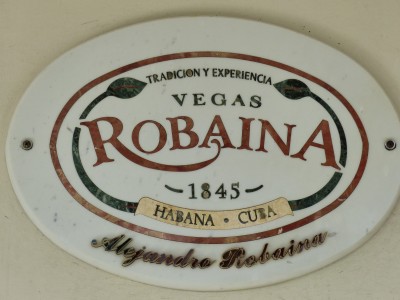 TRADICION Y EXPERIENCIA
VEGAS
ROBAINA
1845
HABANA · CUBA
Alejandro Robaina